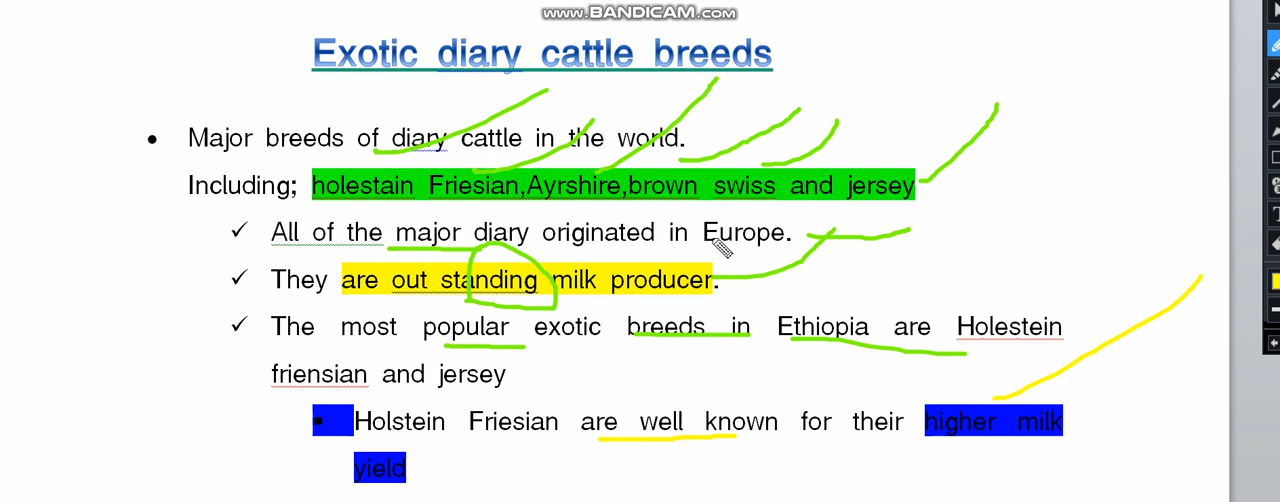 www.BANDICAM.com
Exotic diary cattle breeds
• Major breeds of diary cattle in the world.
Including; holestain Friesian,Ayrshire,brown swiss and jersey
✓ All of the major diary originated in Europe.
✓ They are out standing milk producer.
✓ The most popular exotic breeds in Ethiopia are Holestein
friensian and jersey
▪ Holstein Friesian are well known for their higher milk
yield